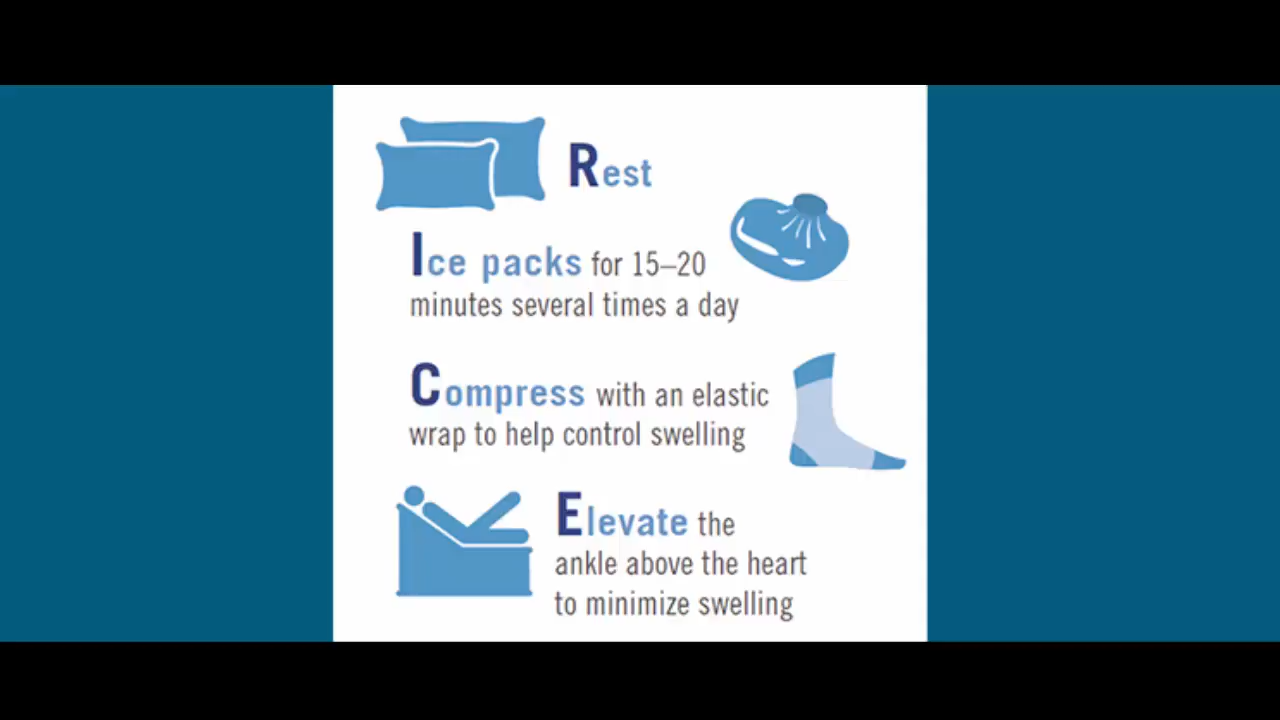 Rest
Ice packs for 15–20
minutes several times a day
Compress with an elastic
wrap to help control swelling
Elevate the
ankle above the heart
to minimize swelling